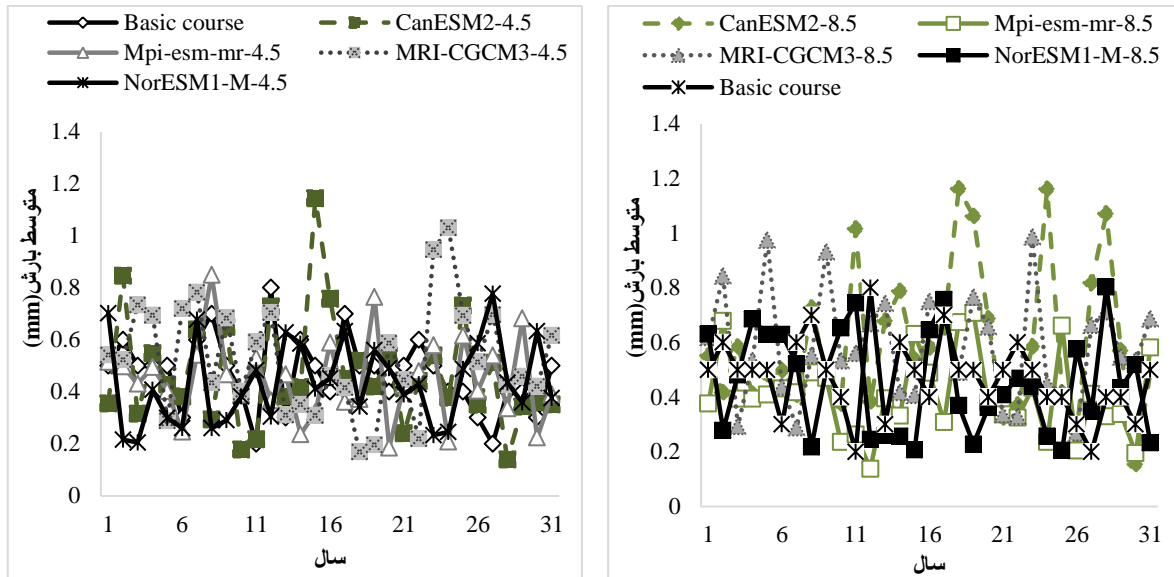 Basic course
CanESM2-4.5
Mpi-esm-mr-4.5
MRI-CGCM3-4.5
NorESM1-M-4.5
متوسط بارش(mm)
1.4
1.2
1
0.8
0.6
0.4
0.2
0
1 6 11 16 21 26 31
سال
CanESM2-8.5
Mpi-esm-mr-8.5
MRI-CGCM3-8.5
NorESM1-M-8.5
Basic course
متوسط بارش(mm)
1.4
1.2
1
0.8
0.6
0.4
0.2
0
1 6 11 16 21 26 31
سال